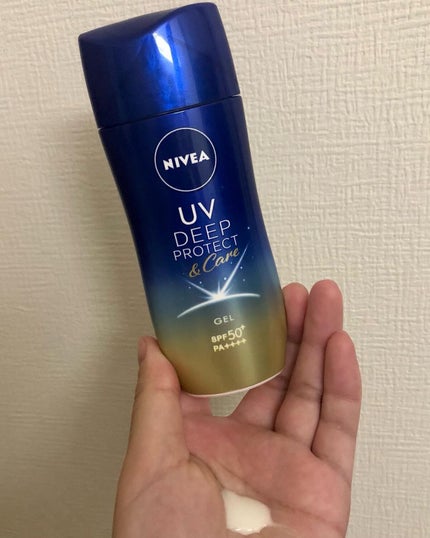 NIVEA
UV
DEEP
PROTECT
& Care
GEL
SPF50+
PA++++